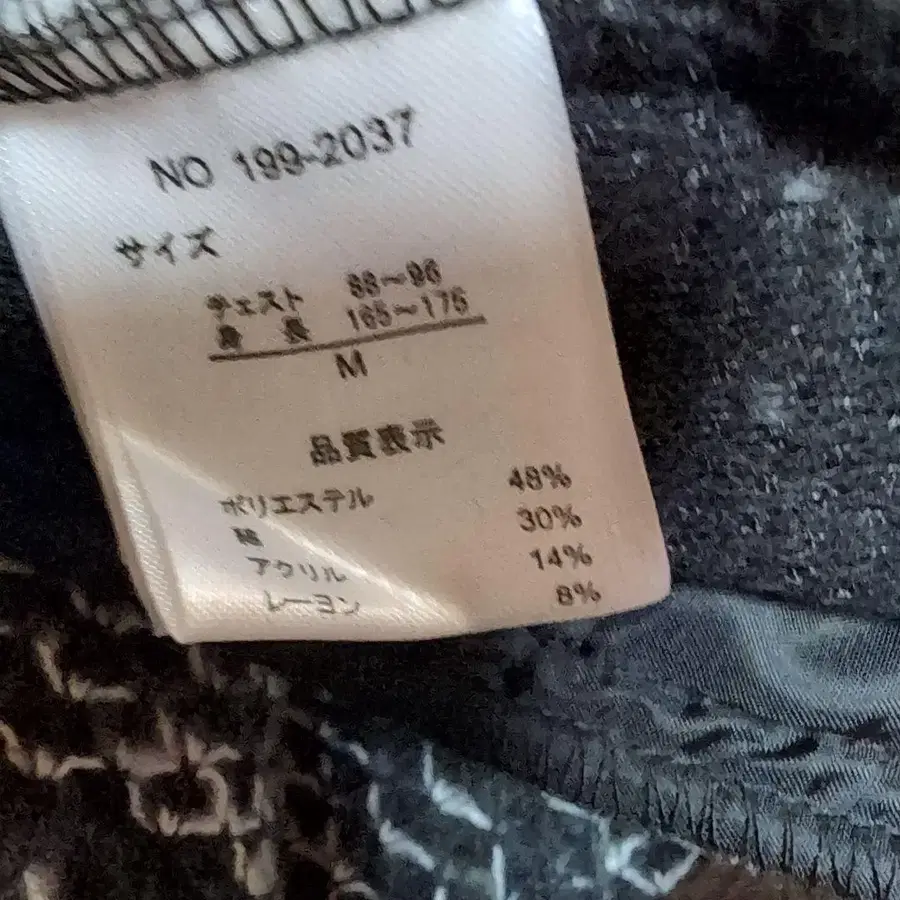 NO 199-2037
サイズ
チェスト 88〜96
身長 165〜175
M
品質表示
ポリエステル 48%
綿 30%
アクリル 14%
レーヨン 8%